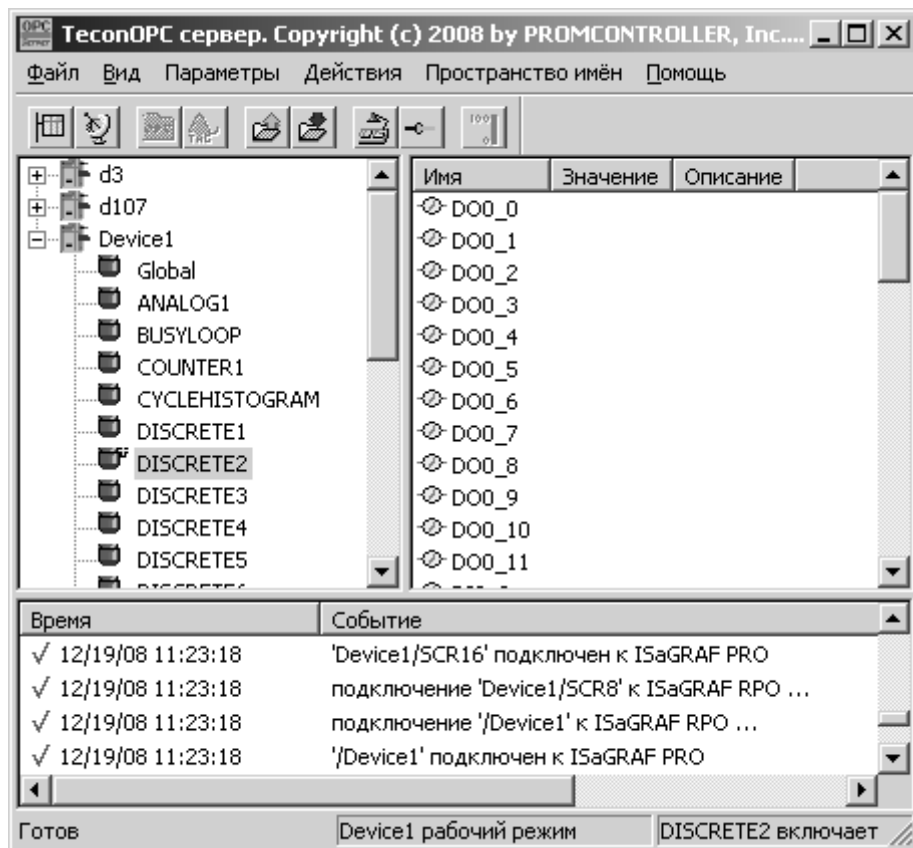 TeconOPC сервер. Copyright (c) 2008 by PROMCONTROLLER, Inc....
Файл Вид Параметры Действия Пространство имён Помощь
d3
d107
Device1
Global
ANALOG1
BUSYLOOP
COUNTER1
CYCLEHISTOGRAM
DISCRETE1
DISCRETE2
DISCRETE3
DISCRETE4
DISCRETE5
Имя Значение Описание
DO0_0
DO0_1
DO0_2
DO0_3
DO0_4
DO0_5
DO0_6
DO0_7
DO0_8
DO0_9
DO0_10
DO0_11
Время Событие
12/19/08 11:23:18 'Device1/SCR16' подключен к ISaGRAF PRO
12/19/08 11:23:18 подключение 'Device1/SCR8' к ISaGRAF RPO ...
12/19/08 11:23:18 подключение '/Device1' к ISaGRAF RPO ...
12/19/08 11:23:18 '/Device1' подключен к ISaGRAF PRO
Готов Device1 рабочий режим DISCRETE2 включает